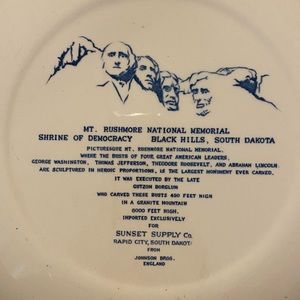 MT. RUSHMORE NATIONAL MEMORIAL
SHRINE OF DEMOCRACY BLACK HILLS, SOUTH DAKOTA
PICTURESQUE MT. RUSHMORE NATIONAL MEMORIAL,
WHERE THE BUSTS OF FOUR GREAT AMERICAN LEADERS,
GEORGE WASHINGTON, THOMAS JEFFERSON, THEODORE ROOSEVELT, AND ABRAHAM LINCOLN
ARE SCULPTURED IN HEROIC PROPORTIONS, IS THE LARGEST MONUMENT EVER CARVED.
IT WAS EXECUTED BY THE LATE
GUTZON BORGLUM
WHO CARVED THESE BUSTS 450 FEET HIGH
IN A GRANITE MOUNTAIN
6000 FEET HIGH.
IMPORTED EXCLUSIVELY
FOR
SUNSET SUPPLY Co.
RAPID CITY, SOUTH DAKOTA
FROM
JOHNSON BROS.
ENGLAND